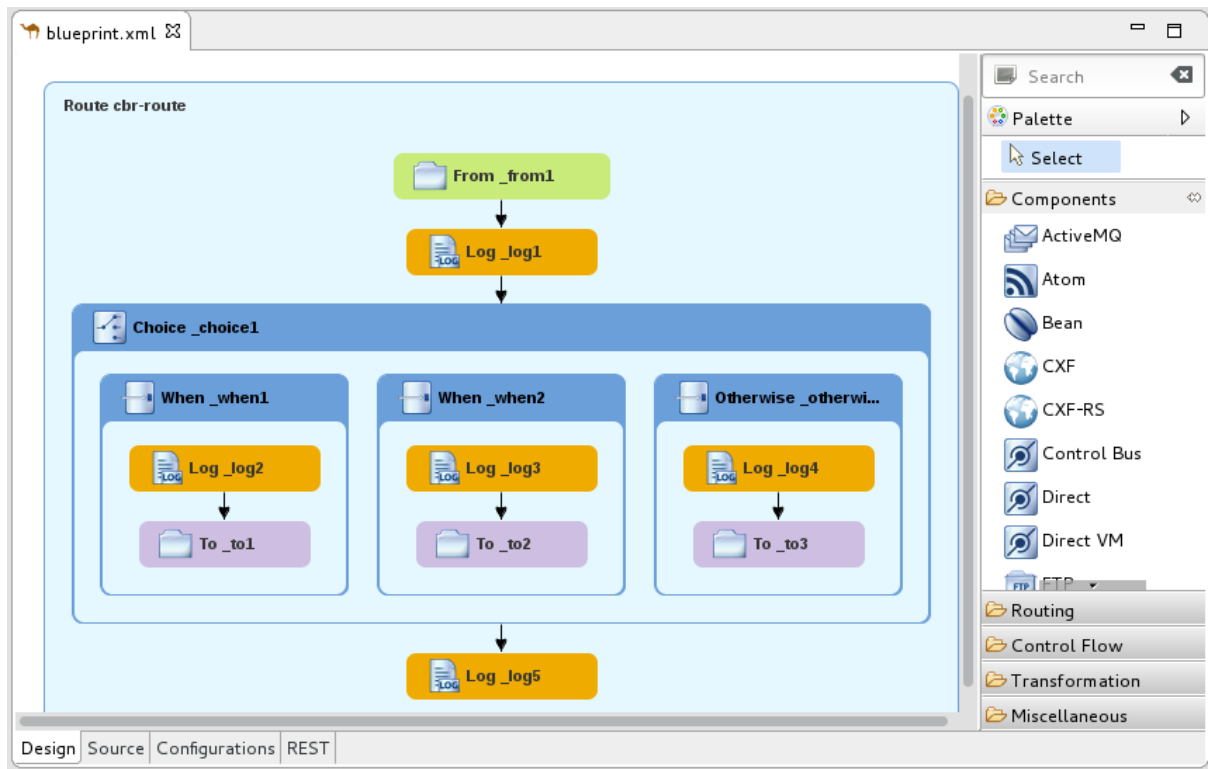 blueprint.xml
Route cbr-route
From _from1
Log _log1
Choice _choice1
When _when1
When _when2
Otherwise _otherwi...
Log _log2
Log _log3
Log _log4
To _to1
To _to2
To _to3
Log _log5
Search
Palette
Select
Components
ActiveMQ
Atom
Bean
CXF
CXF-RS
Control Bus
Direct
Direct VM
FTP
Routing
Control Flow
Transformation
Miscellaneous
Design Source Configurations REST